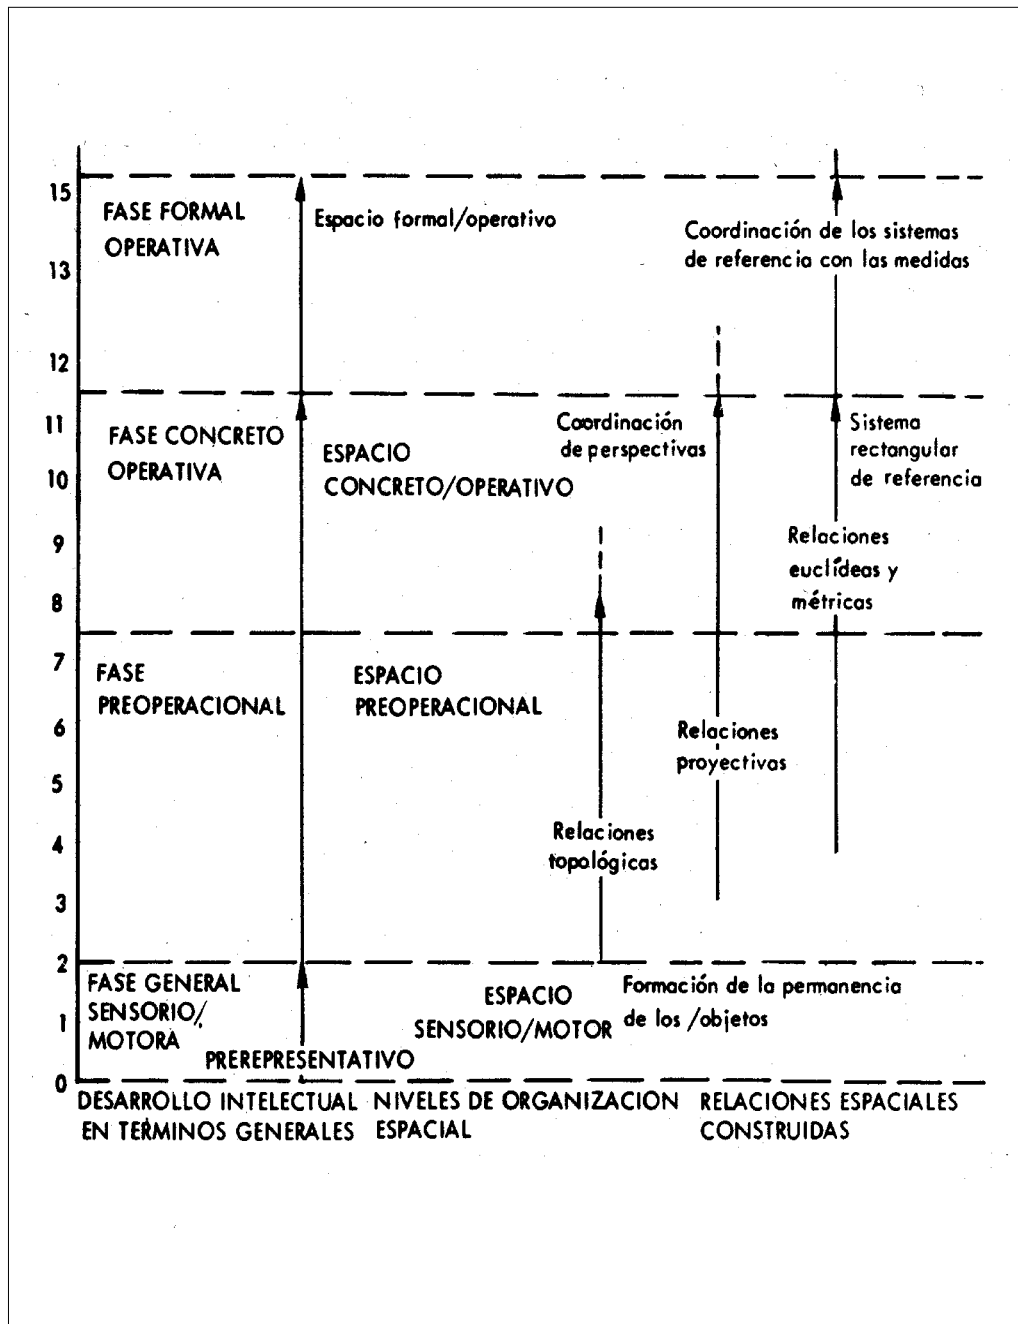 15
FASE FORMAL
OPERATIVA
Espacio formal/operativo
Coordinación de los sistemas
de referencia con las medidas
13
12
11
FASE CONCRETO
OPERATIVA
10
ESPACIO
CONCRETO/OPERATIVO
Coordinación
de perspectivas
Sistema
rectangular
de referencia
9
8
Relaciones
euclídeas y
métricas
7
FASE
PREOPERACIONAL
ESPACIO
PREOPERACIONAL
6
Relaciones
proyectivas
5
4
Relaciones
topológicas
3
2
FASE GENERAL
SENSORIO/
MOTORA
1
ESPACIO
SENSORIO/MOTOR
Formación de la permanencia
de los /objetos
PREREPRESENTATIVO
0
DESARROLLO INTELECTUAL
EN TERMINOS GENERALES
NIVELES DE ORGANIZACION
ESPACIAL
RELACIONES ESPACIALES
CONSTRUIDAS